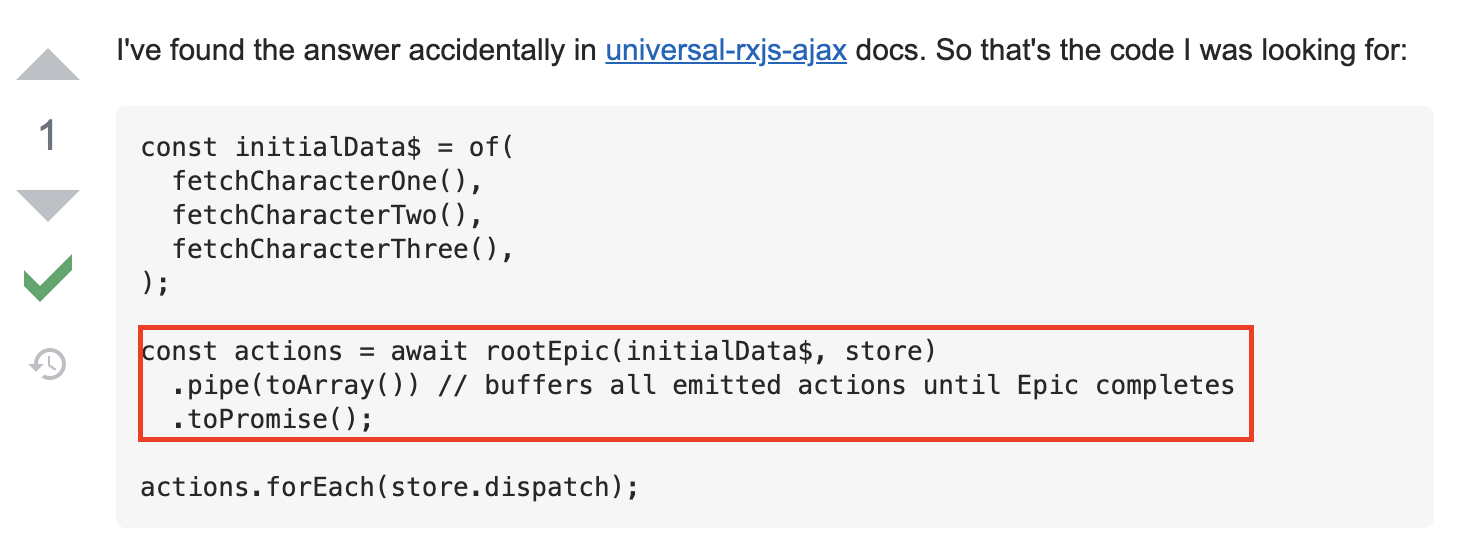 I've found the answer accidentally in universal-rxjs-ajax docs. So that's the code I was looking for:
1
const initialData$ = of(
  fetchCharacterOne(),
  fetchCharacterTwo(),
  fetchCharacterThree(),
);
const actions = await rootEpic(initialData$, store)
  .pipe(toArray()) // buffers all emitted actions until Epic completes
  .toPromise();
actions.forEach(store.dispatch);